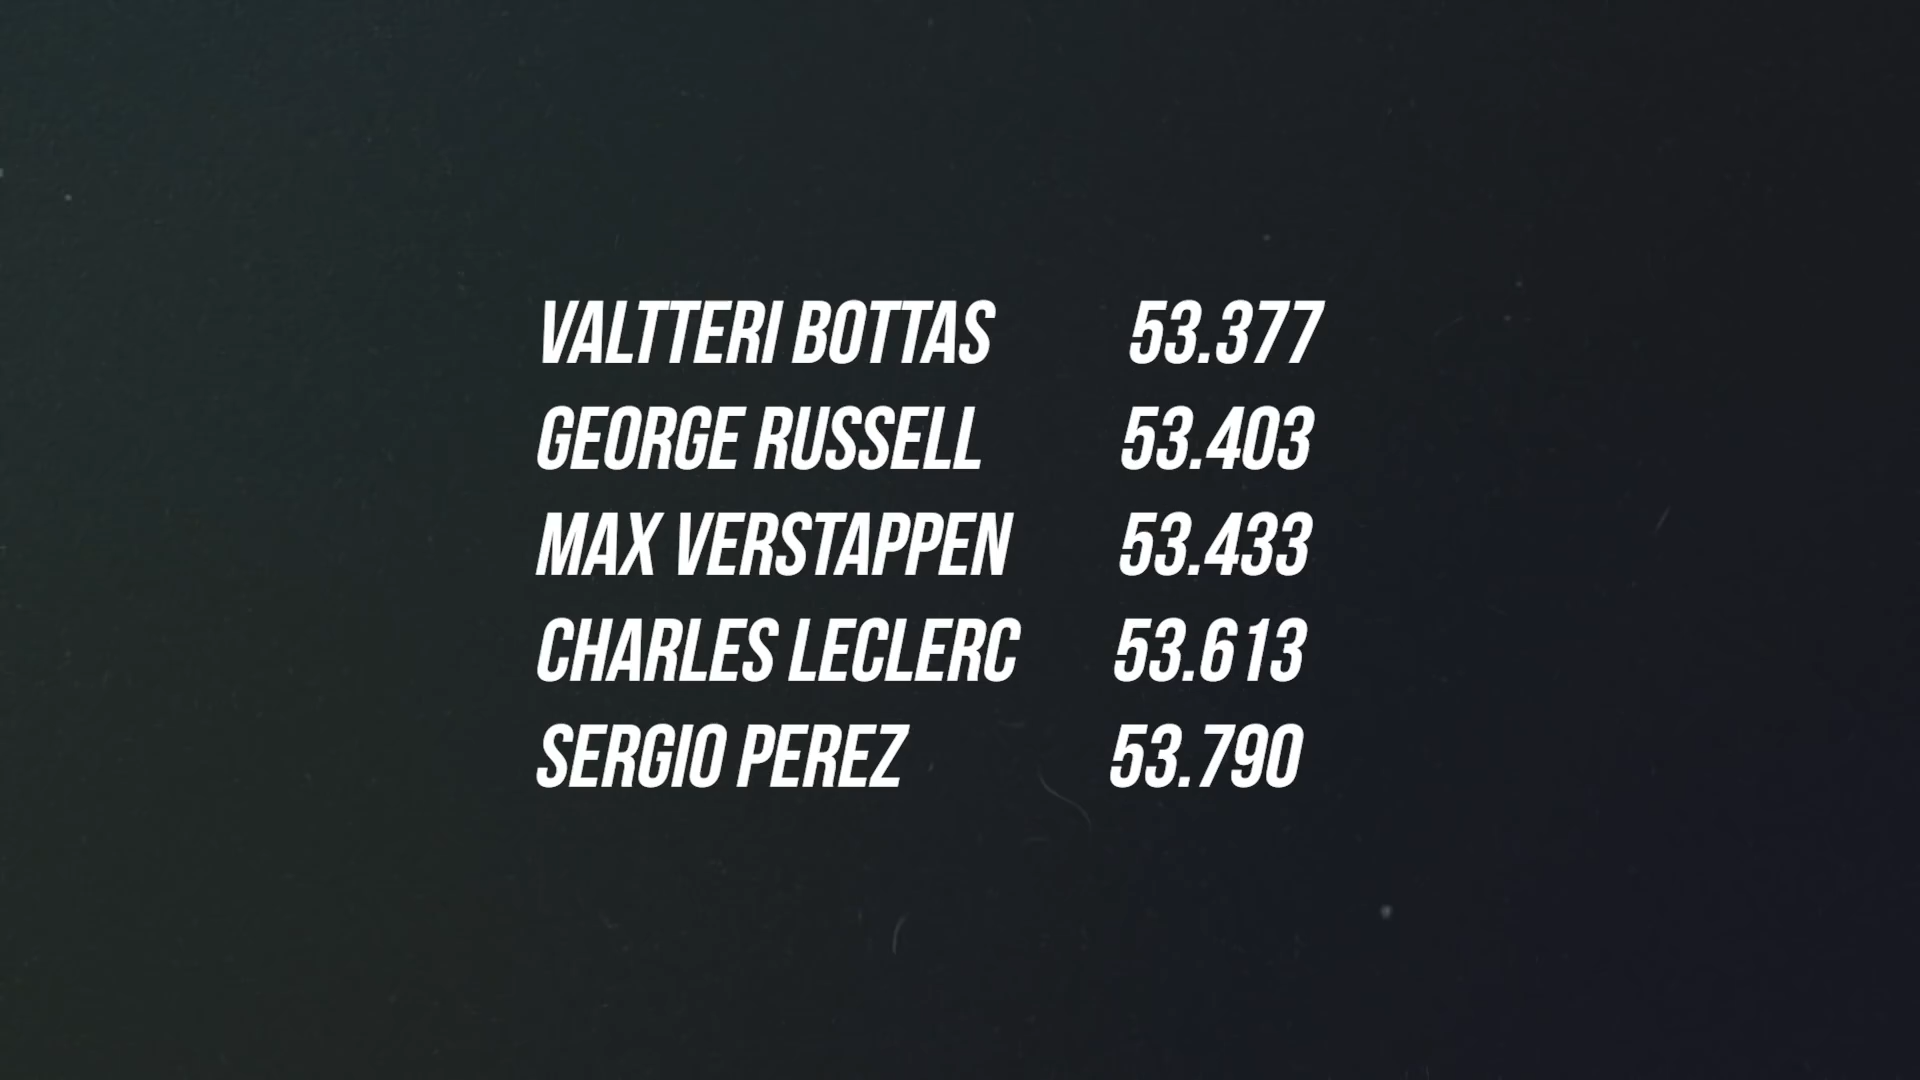 VALTTERI BOTTAS 53.377
GEORGE RUSSELL 53.403
MAX VERSTAPPEN 53.433
CHARLES LECLERC 53.613
SERGIO PEREZ 53.790